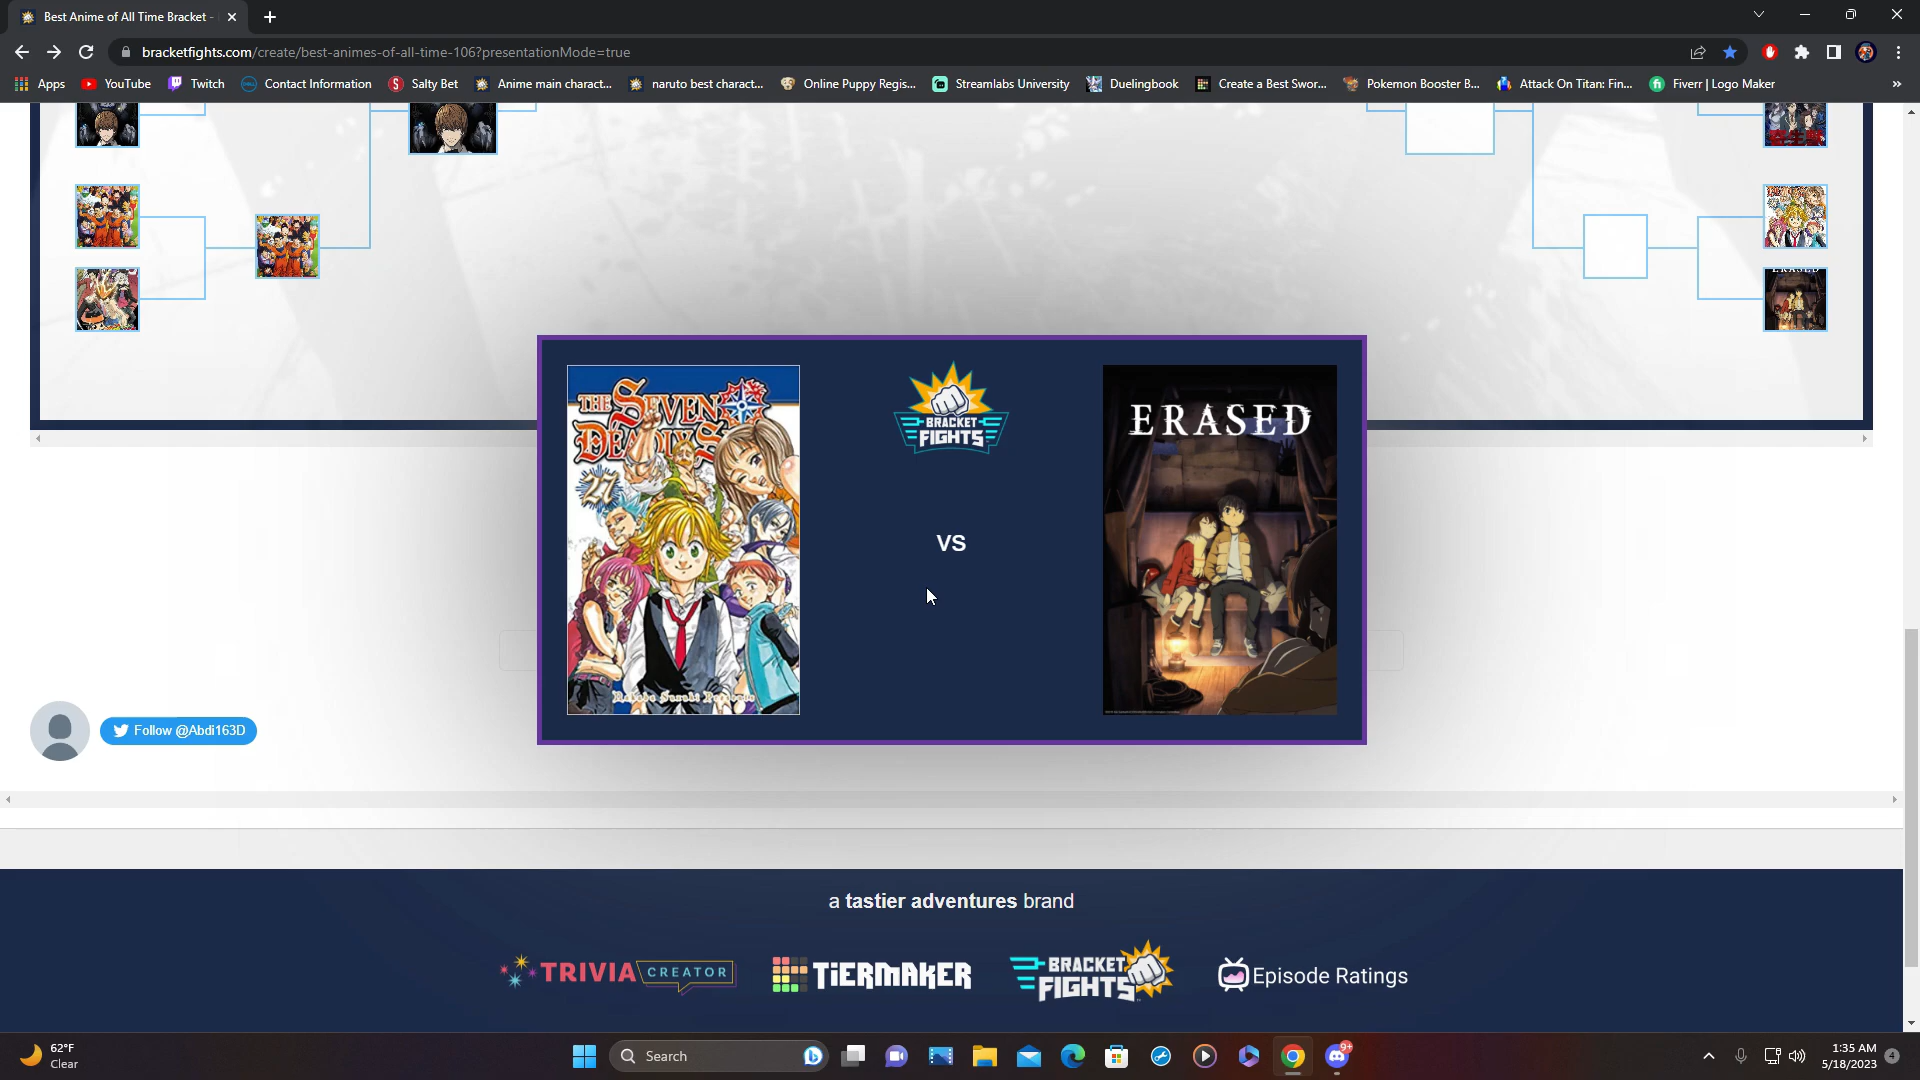 Best Anime of All Time Bracket -
bracketfights.com/create/best-animes-of-all-time-106?presentationMode=true
Apps
YouTube
Twitch
Contact Information
Salty Bet
Anime main charact...
naruto best charact...
Online Puppy Regis...
Streamlabs University
Duelingbook
Create a Best Swor...
Pokemon Booster B...
Attack On Titan: Fin...
Fiverr | Logo Maker
»
ERASED
THE SEVEN
DEADLY S
27
BRACKET
FIGHTS
ERASED
VS
Follow @Abdi163D
a tastier adventures brand
TRIVIA CREATOR
TiERMAKER
BRACKET
FIGHTS
Episode Ratings
62°F
Clear
Search
9+
1:35 AM
5/18/2023
4